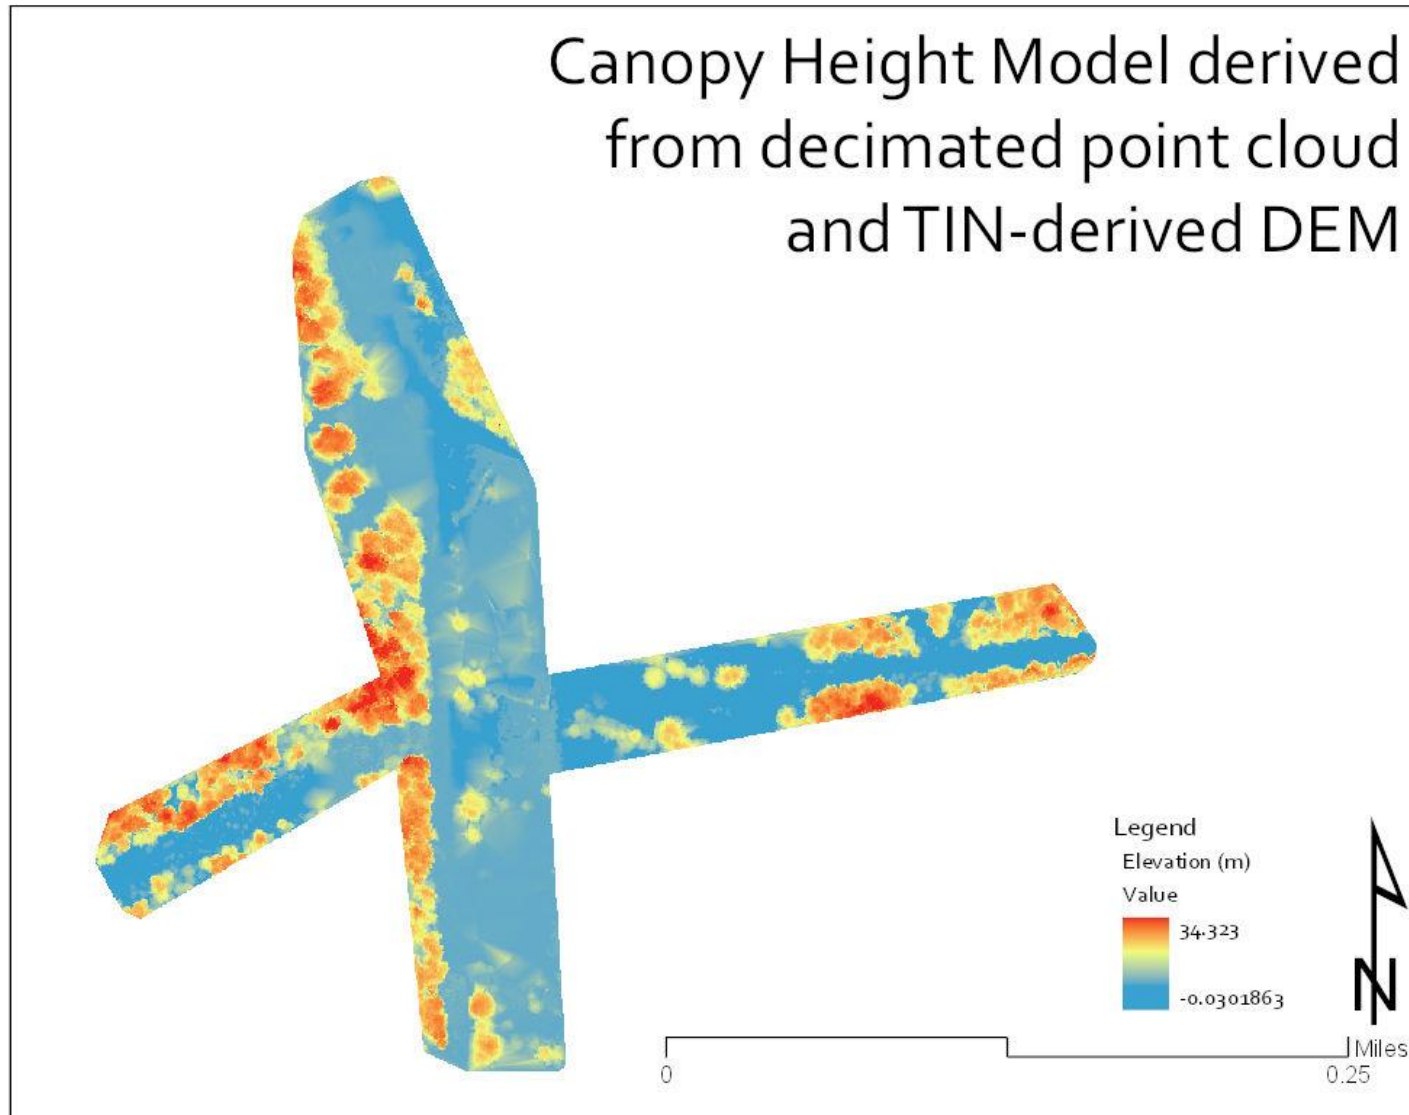 Canopy Height Model derived
from decimated point cloud
and TIN-derived DEM
Legend
Elevation (m)
Value
34.323
-0.0301863
N
Miles
0
0.25